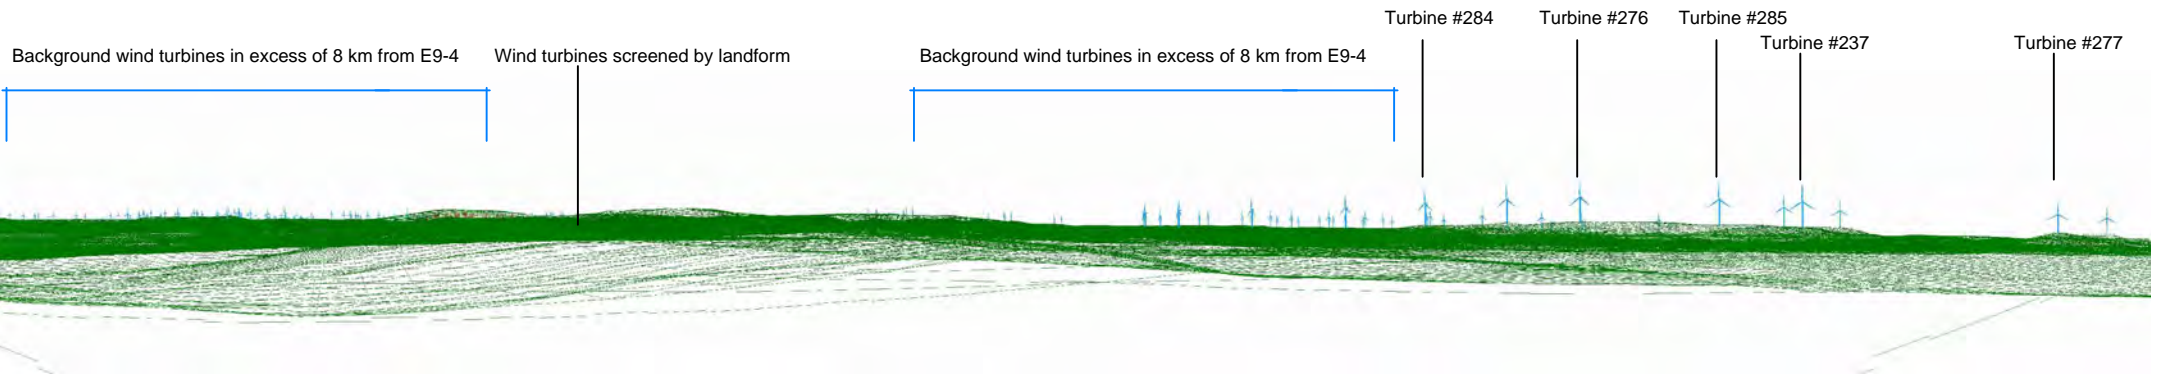 Turbine #284
Turbine #276
Turbine #285
Turbine #237
Turbine #277
Background wind turbines in excess of 8 km from E9-4
Wind turbines screened by landform
Background wind turbines in excess of 8 km from E9-4